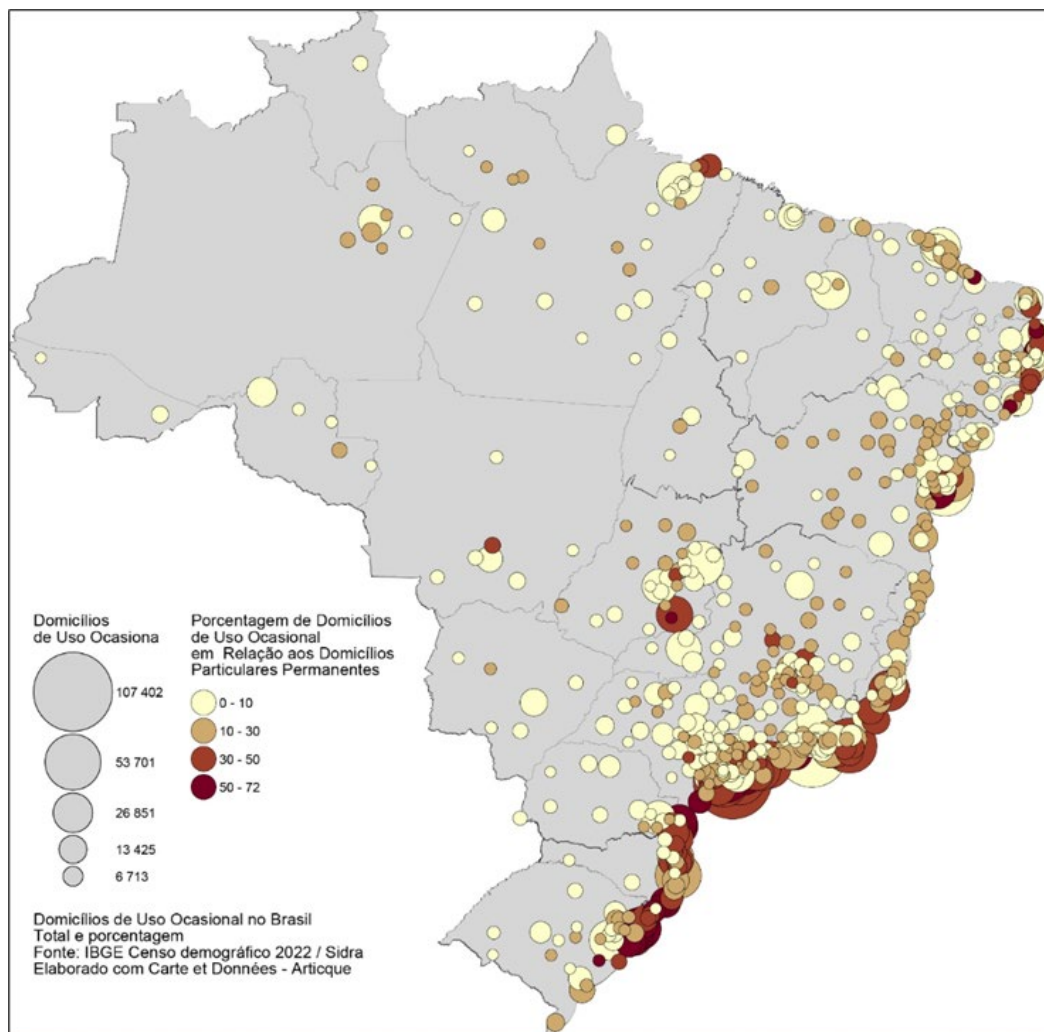 Domicílios
de Uso Ocasiona
107 402
53 701
26 851
13 425
6 713
Porcentagem de Domicílios
de Uso Ocasional
em Relação aos Domicílios
Particulares Permanentes
0 - 10
10 - 30
30 - 50
50 - 72
Domicílios de Uso Ocasional no Brasil
Total e porcentagem
Fonte: IBGE Censo demográfico 2022 / Sidra
Elaborado com Carte et Données - Articque